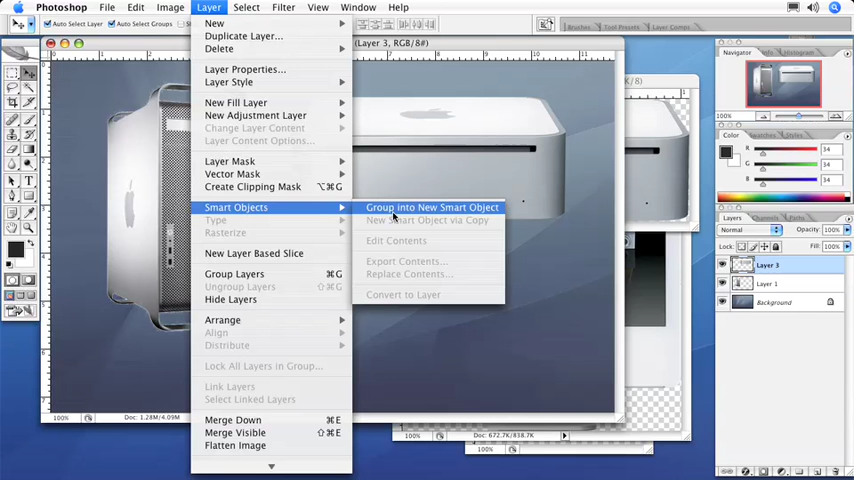 Photoshop File Edit Image Layer Select Filter View Window Help
Auto Select Layer Auto Select Groups
Brushes Tool Presets Layer Comps
(Layer 3, RGB/8#)
/8)
New
Duplicate Layer...
Delete
Layer Properties...
Layer Style
New Fill Layer
New Adjustment Layer
Change Layer Content
Layer Content Options...
Layer Mask
Vector Mask
Create Clipping Mask ⌥⌘G
Smart Objects
Type
Rasterize
New Layer Based Slice
Group Layers ⌘G
Ungroup Layers ⇧⌘G
Hide Layers
Arrange
Align
Distribute
Lock All Layers in Group...
Link Layers
Select Linked Layers
Merge Down ⌘E
Merge Visible ⇧⌘E
Flatten Image
Group into New Smart Object
New Smart Object via Copy
Edit Contents
Export Contents...
Replace Contents...
Convert to Layer
Navigator Info Histogram
100%
Color Swatches Styles
R 34
G 34
B 34
Layers Channels Paths
Normal Opacity: 100%
Lock: Fill: 100%
Layer 3
Layer 1
Background
100% Doc: 1.28M/4.09M
100% Doc: 672.7K/838.7K
100%